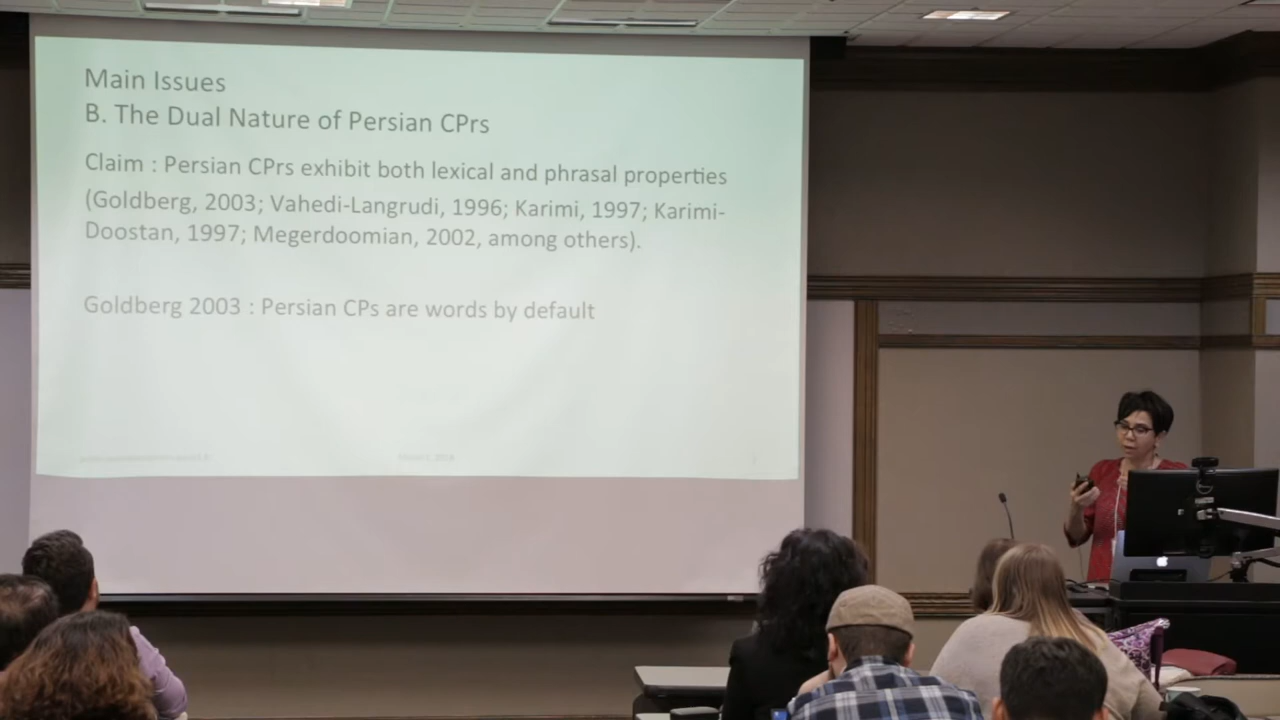 Main Issues
B. The Dual Nature of Persian CPrs
Claim : Persian CPrs exhibit both lexical and phrasal properties
(Goldberg, 2003; Vahedi-Langrudi, 1996; Karimi, 1997; Karimi-
Doostan, 1997; Megerdoomian, 2002, among others).
Goldberg 2003 : Persian CPs are words by default